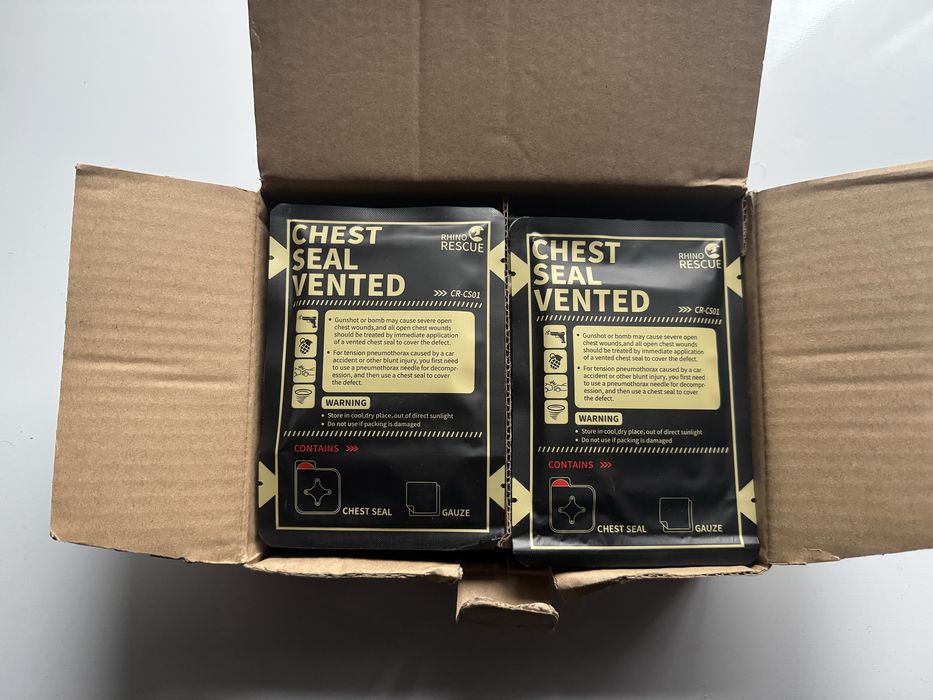 CHEST
SEAL
VENTED
RHINO
RESCUE
>>> CR-CS01
• Gunshot or bomb may cause severe open
chest wounds,and all open chest wounds
should be treated by immediate application
of a vented chest seal to cover the defect.
• For tension pneumothorax caused by a car
accident or other blunt injury, you first need
to use a pneumothorax needle for decompr-
ession, and then use a chest seal to cover
the defect.
WARNING
• Store in cool,dry place, out of direct sunlight
• Do not use if packing is damaged
CONTAINS >>>
CHEST SEAL
GAUZE
CHEST
SEAL
VENTED
RHINO
RESCUE
>>> CR-CS01
• Gunshot or bomb may cause severe open
chest wounds,and all open chest wounds
should be treated by immediate application
of a vented chest seal to cover the defect.
• For tension pneumothorax caused by a car
accident or other blunt injury, you first need
to use a pneumothorax needle for decompr-
ession, and then use a chest seal to cover
the defect.
WARNING
• Store in cool,dry place, out of direct sunlight
• Do not use if packing is damaged
CONTAINS >>>
CHEST SEAL
GAUZE